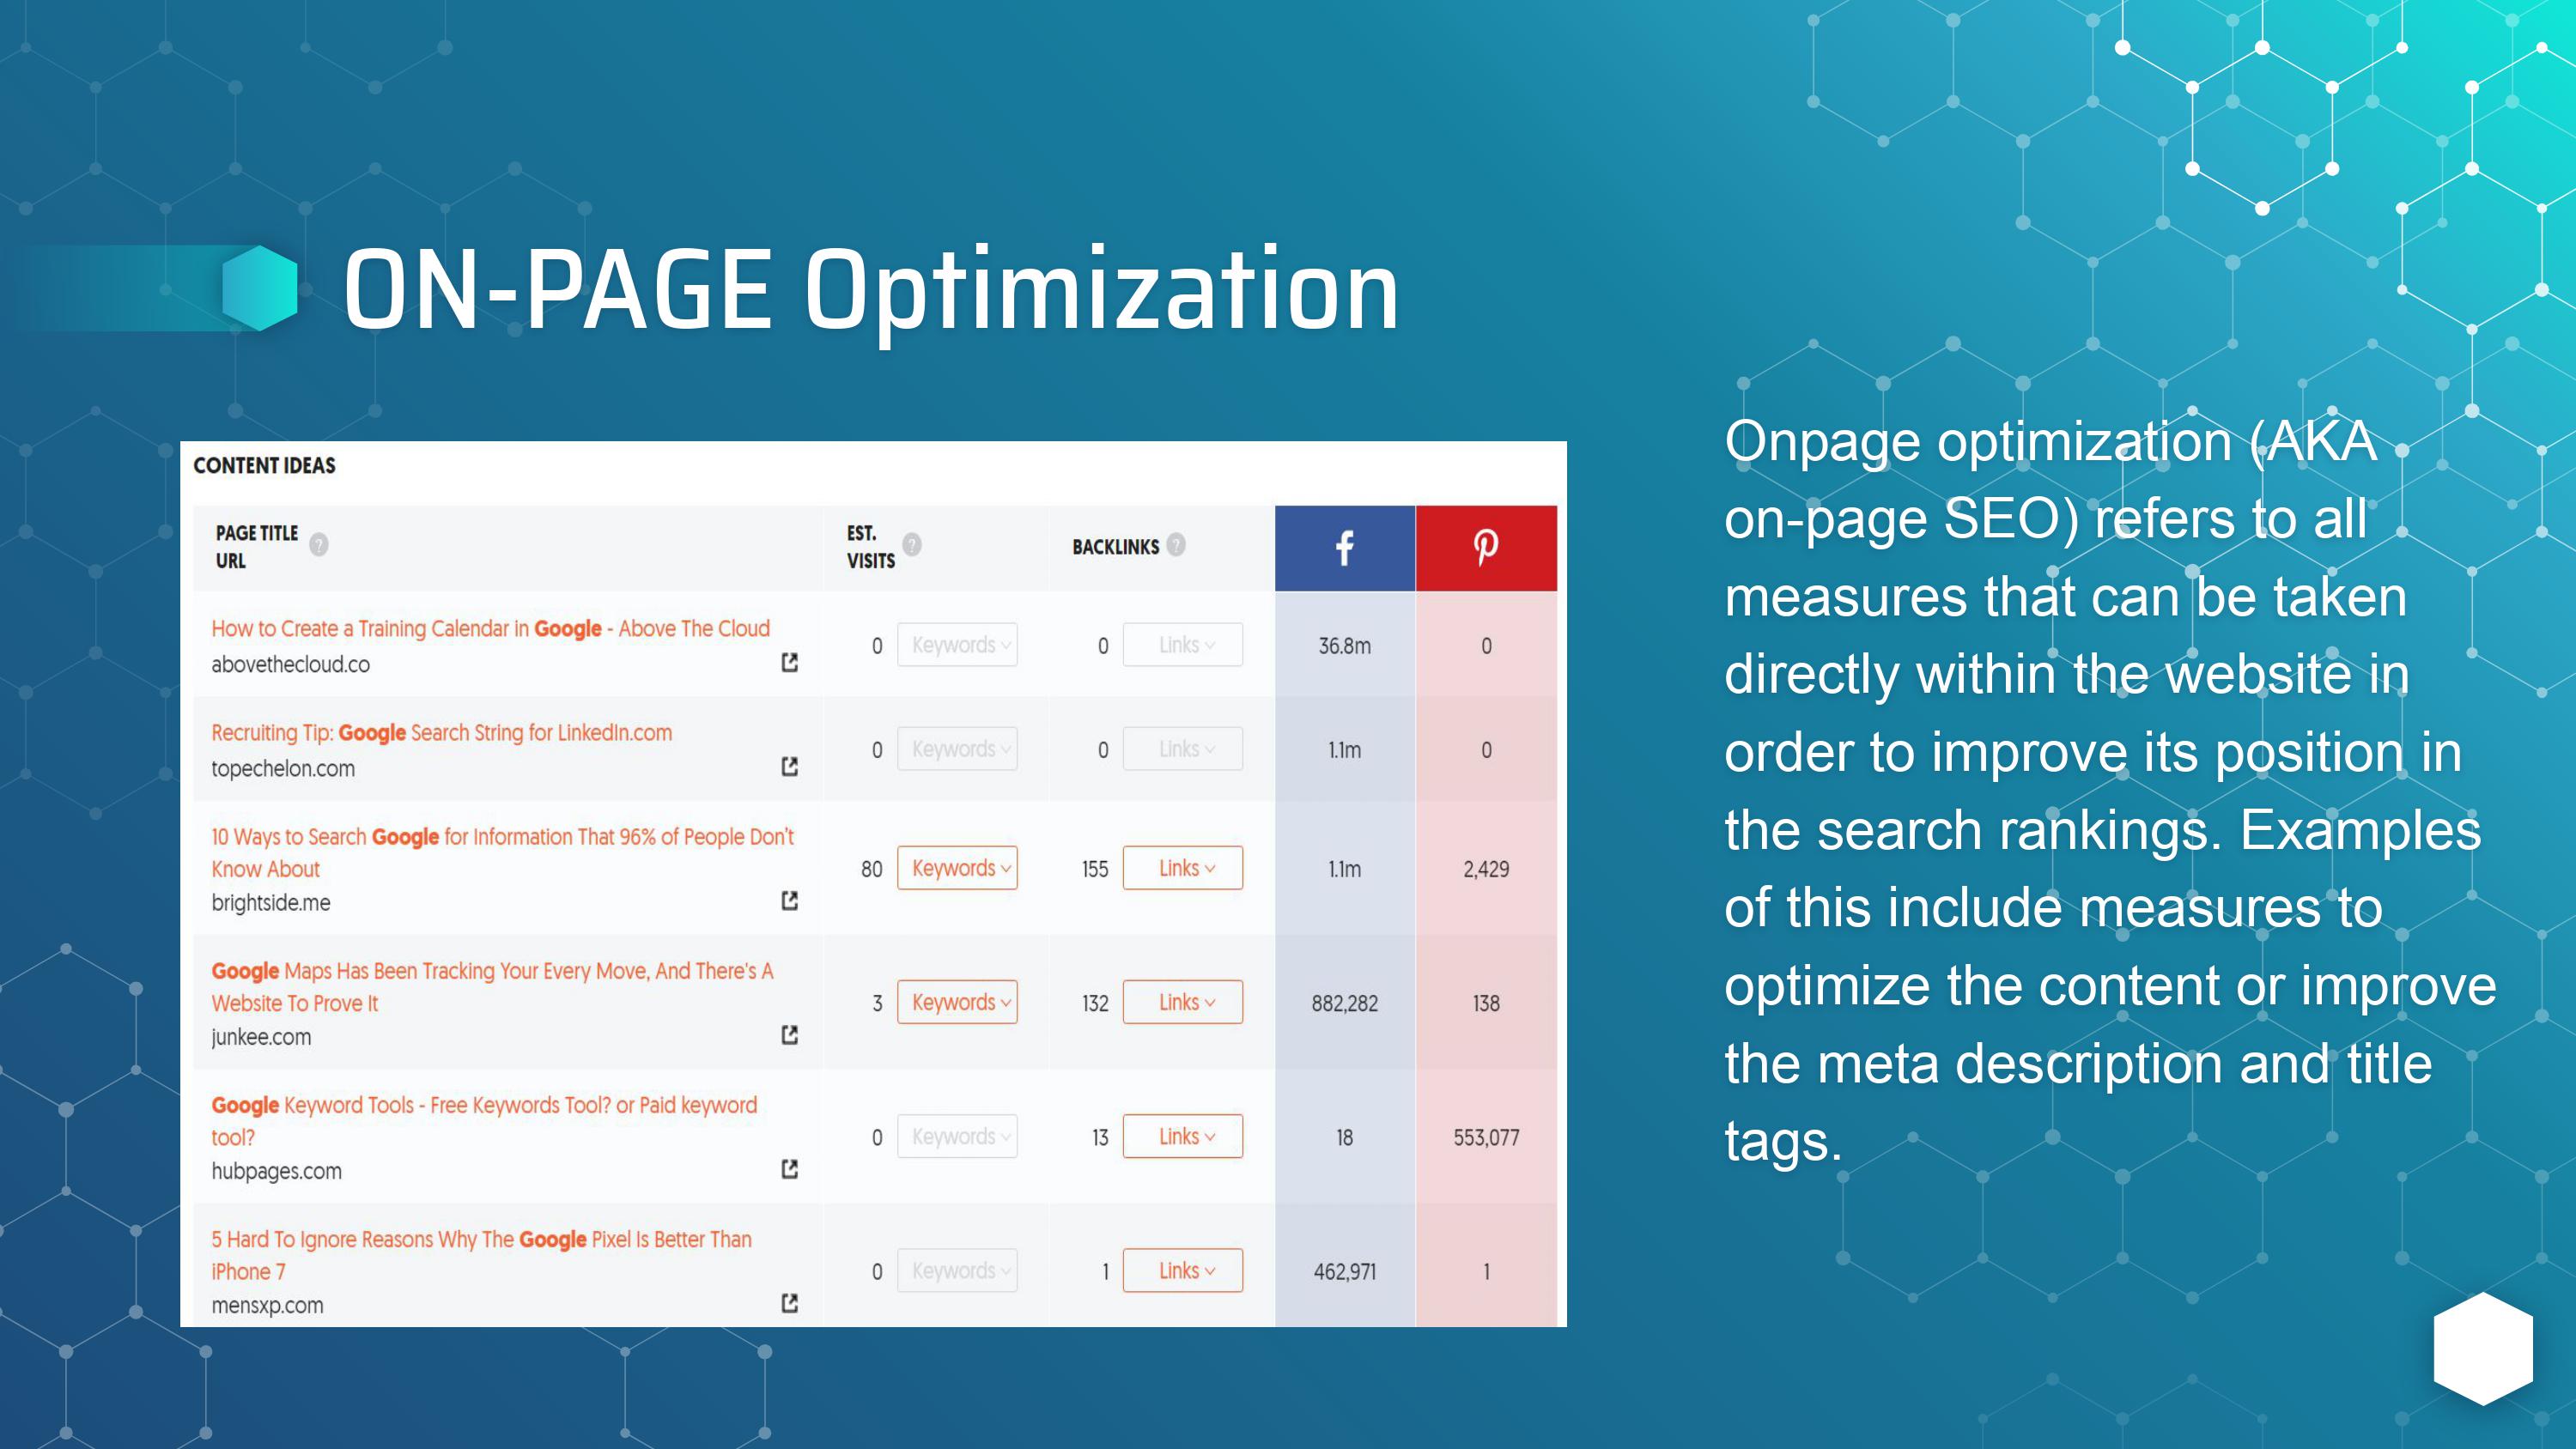 ON-PAGE Optimization
CONTENT IDEAS
PAGE TITLE
URL
EST.
VISITS
BACKLINKS
How to Create a Training Calendar in Google - Above The Cloud
abovethecloud.co
0 Keywords 0 Links 36.8m 0
Recruiting Tip: Google Search String for LinkedIn.com
topechelon.com
0 Keywords 0 Links 1.1m 0
10 Ways to Search Google for Information That 96% of People Don't
Know About
brightside.me
80 Keywords 155 Links 1.1m 2,429
Google Maps Has Been Tracking Your Every Move, And There's A
Website To Prove It
junkee.com
3 Keywords 132 Links 882,282 138
Google Keyword Tools - Free Keywords Tool? or Paid keyword
tool?
hubpages.com
0 Keywords 13 Links 18 553,077
5 Hard To Ignore Reasons Why The Google Pixel Is Better Than
iPhone 7
mensxp.com
0 Keywords 1 Links 462,971 1
Onpage optimization (AKA
on-page SEO) refers to all
measures that can be taken
directly within the website in
order to improve its position in
the search rankings. Examples
of this include measures to
optimize the content or improve
the meta description and title
tags.